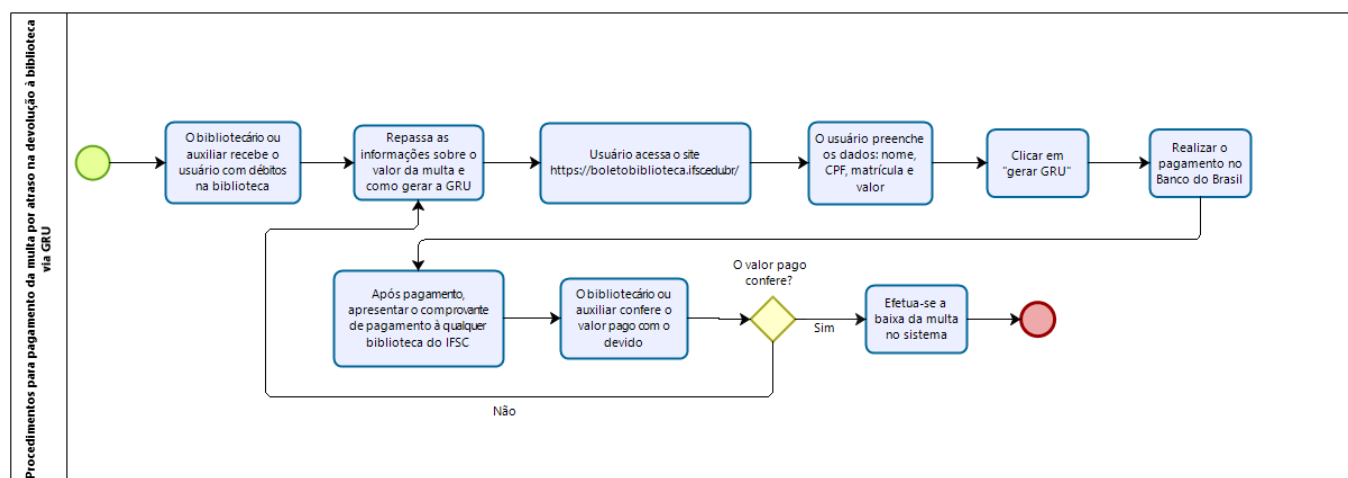 Procedimentos para pagamento da multa por atraso na devolução à biblioteca
via GRU
O bibliotecário ou
auxiliar recebe o
usuário com débitos
na biblioteca
Repassa as
informações sobre o
valor da multa e
como gerar a GRU
Usuário acessa o site
https://boletobiblioteca.ifsc.edu.br/
O usuário preenche
os dados: nome,
CPF, matrícula e
valor
Clicar em
"gerar GRU"
Realizar o
pagamento no
Banco do Brasil
Após pagamento,
apresentar o comprovante
de pagamento à qualquer
biblioteca do IFSC
O bibliotecário ou
auxiliar confere o
valor pago com o
devido
O valor pago
confere?
Sim
Efetua-se a
baixa da multa
no sistema
Não